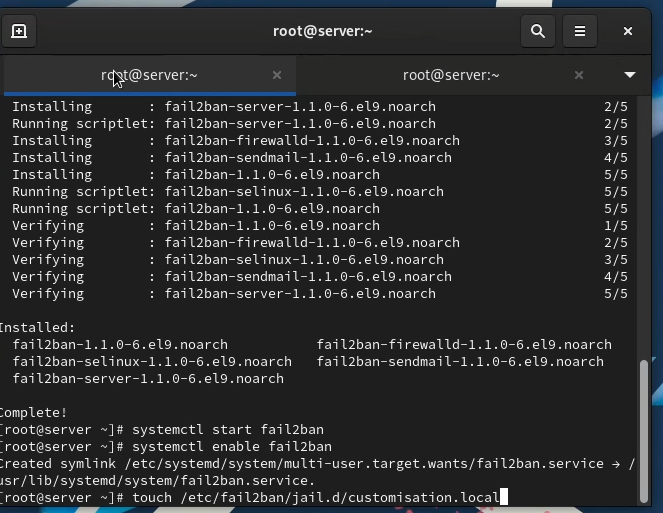 root@server:~
root@server:~
root@server:~
Installing       : fail2ban-server-1.1.0-6.el9.noarch                     2/5
Running scriptlet: fail2ban-server-1.1.0-6.el9.noarch                     2/5
Installing       : fail2ban-firewalld-1.1.0-6.el9.noarch                  3/5
Installing       : fail2ban-sendmail-1.1.0-6.el9.noarch                   4/5
Installing       : fail2ban-1.1.0-6.el9.noarch                            5/5
Running scriptlet: fail2ban-selinux-1.1.0-6.el9.noarch                    5/5
Running scriptlet: fail2ban-1.1.0-6.el9.noarch                            5/5
Verifying        : fail2ban-1.1.0-6.el9.noarch                            1/5
Verifying        : fail2ban-firewalld-1.1.0-6.el9.noarch                  2/5
Verifying        : fail2ban-selinux-1.1.0-6.el9.noarch                    3/5
Verifying        : fail2ban-sendmail-1.1.0-6.el9.noarch                   4/5
Verifying        : fail2ban-server-1.1.0-6.el9.noarch                     5/5
Installed:
fail2ban-1.1.0-6.el9.noarch           fail2ban-firewalld-1.1.0-6.el9.noarch
fail2ban-selinux-1.1.0-6.el9.noarch   fail2ban-sendmail-1.1.0-6.el9.noarch
fail2ban-server-1.1.0-6.el9.noarch
Complete!
[root@server ~]# systemctl start fail2ban
[root@server ~]# systemctl enable fail2ban
Created symlink /etc/systemd/system/multi-user.target.wants/fail2ban.service → /
usr/lib/systemd/system/fail2ban.service.
[root@server ~]# touch /etc/fail2ban/jail.d/customisation.local